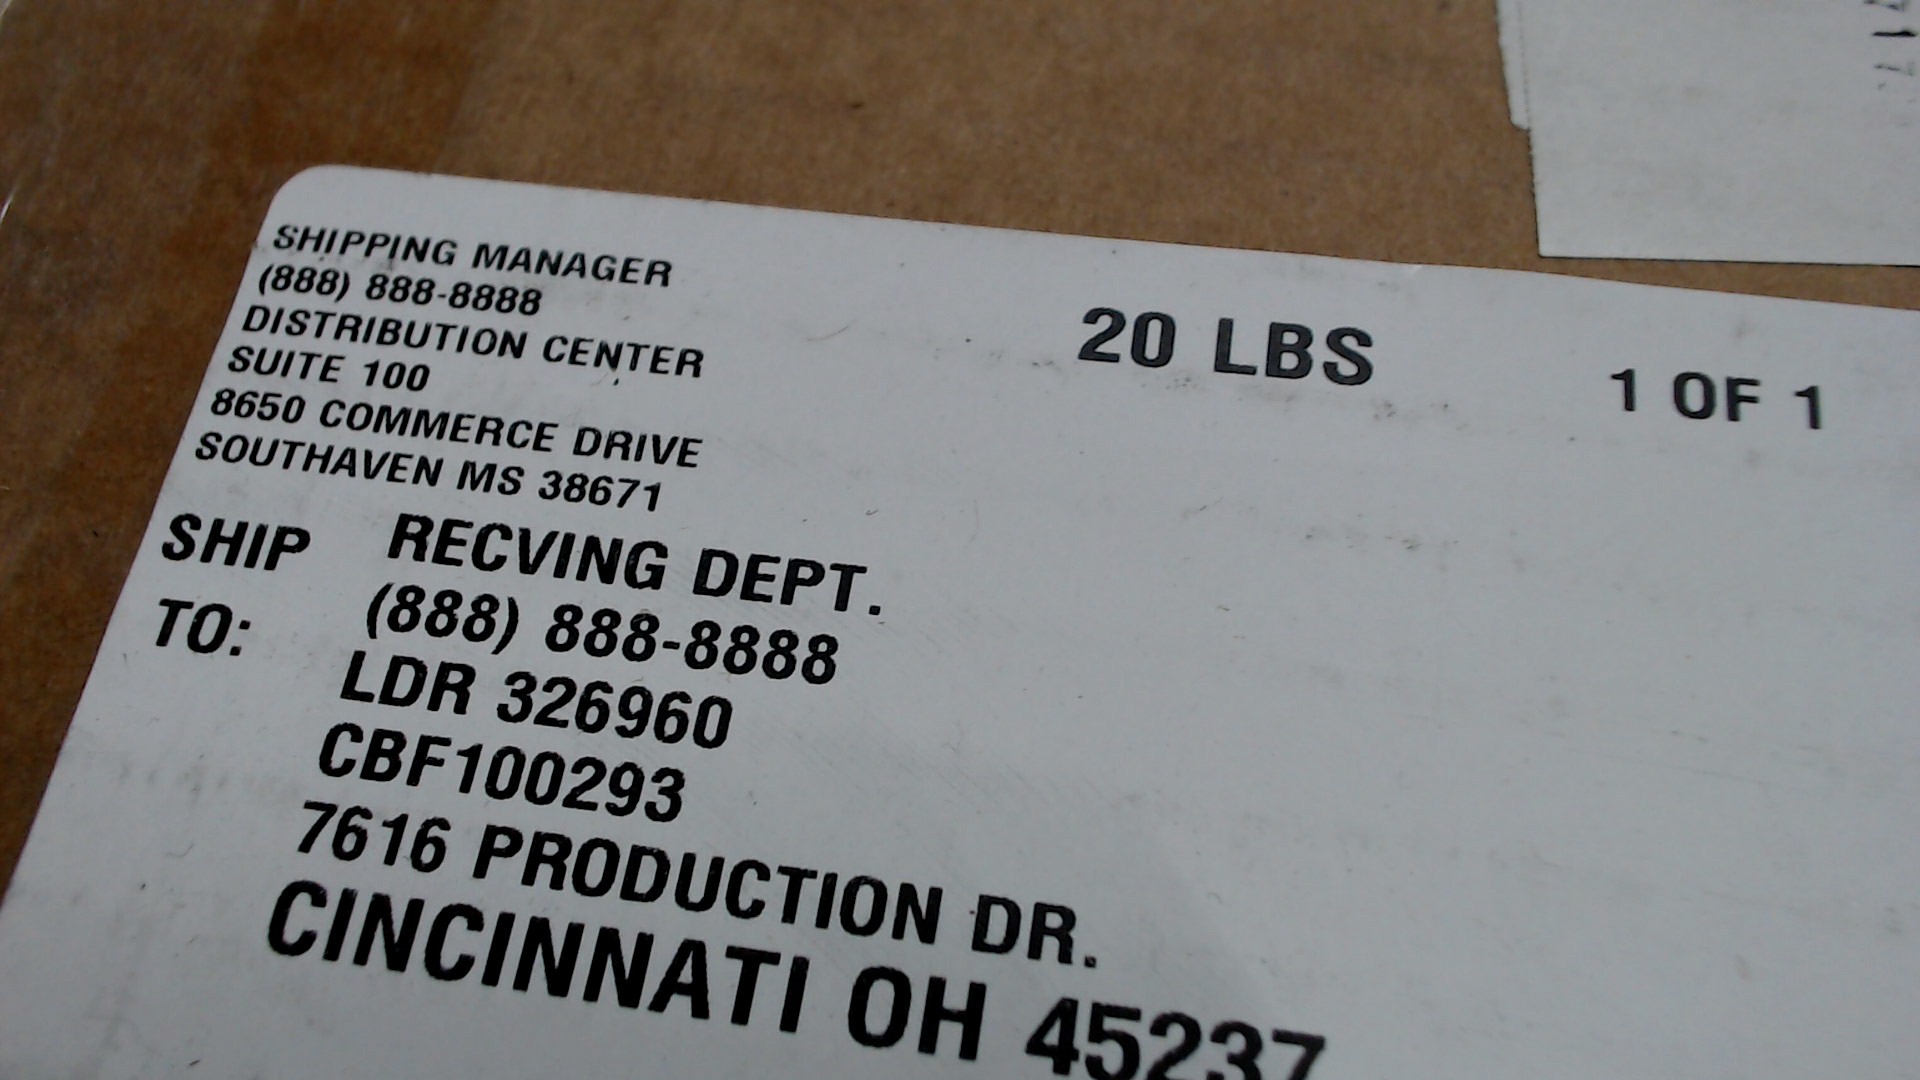 SHIPPING MANAGER
(888) 888-8888
DISTRIBUTION CENTER
SUITE 100
8650 COMMERCE DRIVE
SOUTHAVEN MS 38671
20 LBS
1 OF 1
SHIP TO:
RECVING DEPT.
(888) 888-8888
LDR 326960
CBF100293
7616 PRODUCTION DR.
CINCINNATI OH 45237